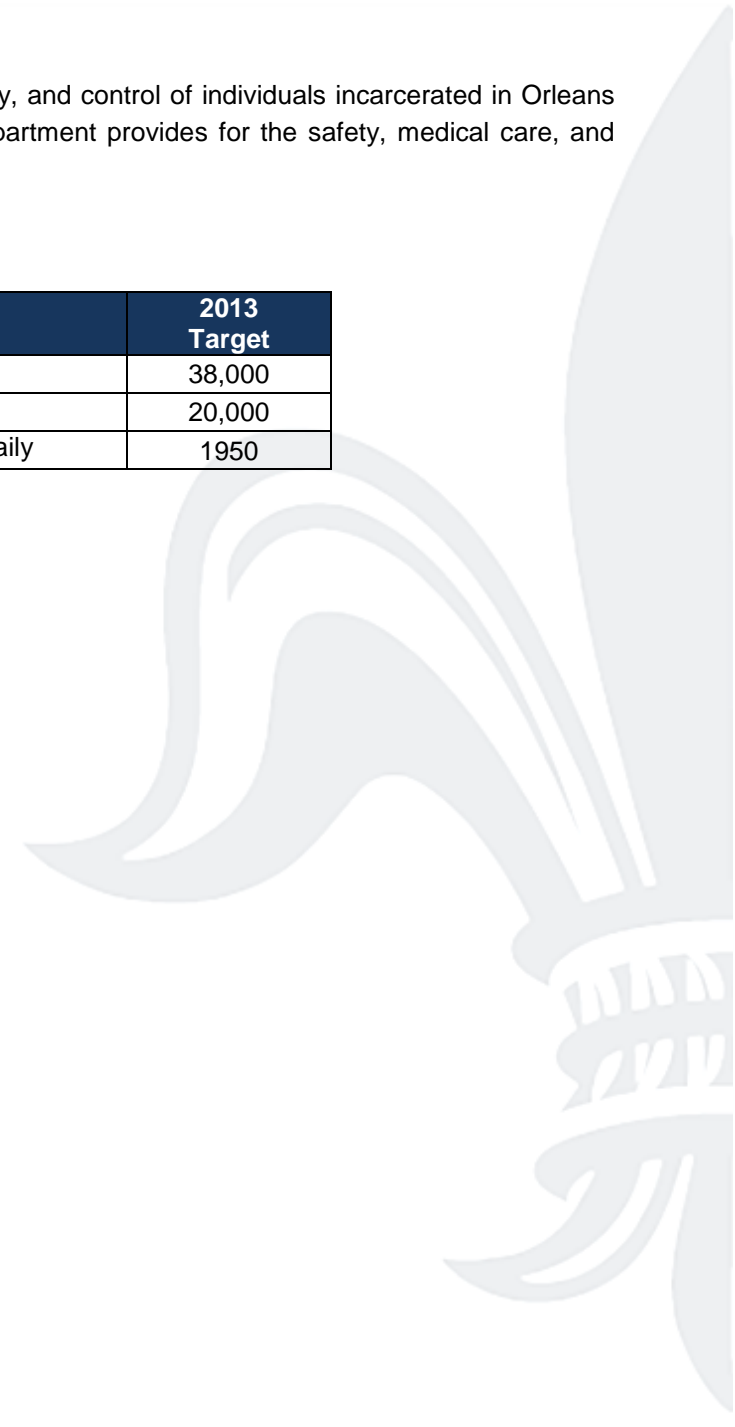 y, and control of individuals incarcerated in Orleans
partment provides for the safety, medical care, and
2013
Target
38,000
20,000
aily 1950